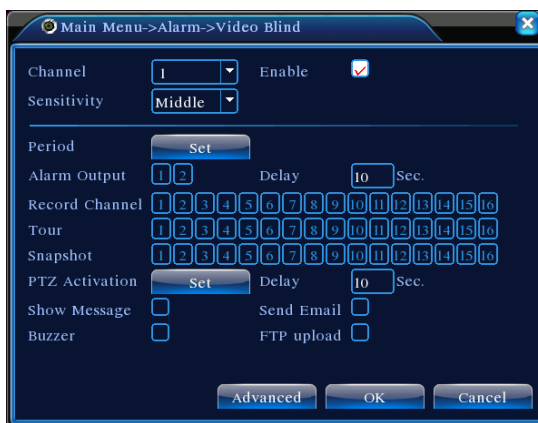 Main Menu->Alarm->Video Blind
Channel 1 Enable
Sensitivity Middle
Period Set
Alarm Output 1 2 Delay 10 Sec.
Record Channel 1 2 3 4 5 6 7 8 9 10 11 12 13 14 15 16
Tour 1 2 3 4 5 6 7 8 9 10 11 12 13 14 15 16
Snapshot 1 2 3 4 5 6 7 8 9 10 11 12 13 14 15 16
PTZ Activation Set Delay 10 Sec.
Show Message Send Email
Buzzer FTP upload
Advanced OK Cancel